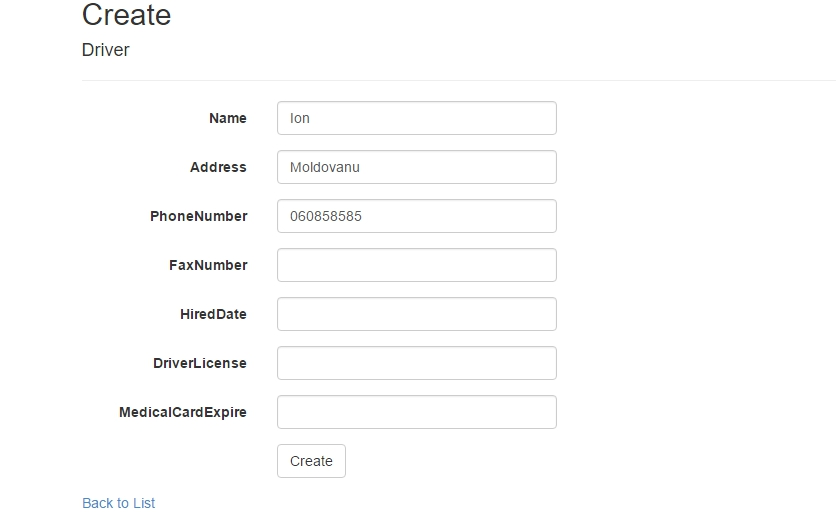 Create
Driver
Name Ion
Address Moldovanu
PhoneNumber 060858585
FaxNumber
HiredDate
DriverLicense
MedicalCardExpire
Create
Back to List